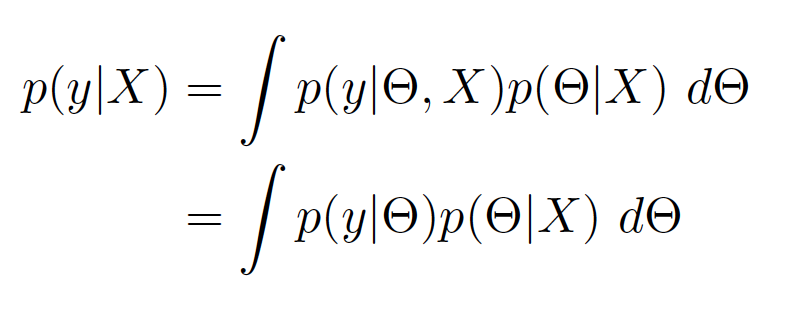 p(y|X) = ∫ p(y|Θ, X)p(Θ|X) dΘ
= ∫ p(y|Θ)p(Θ|X) dΘ